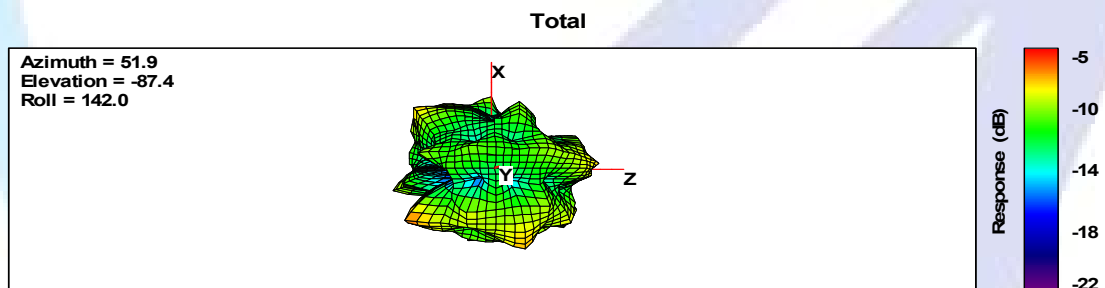 Total
Azimuth = 51.9
Elevation = -87.4
Roll = 142.0
X
Y
Z
Response (dB)
-5
-10
-14
-18
-22